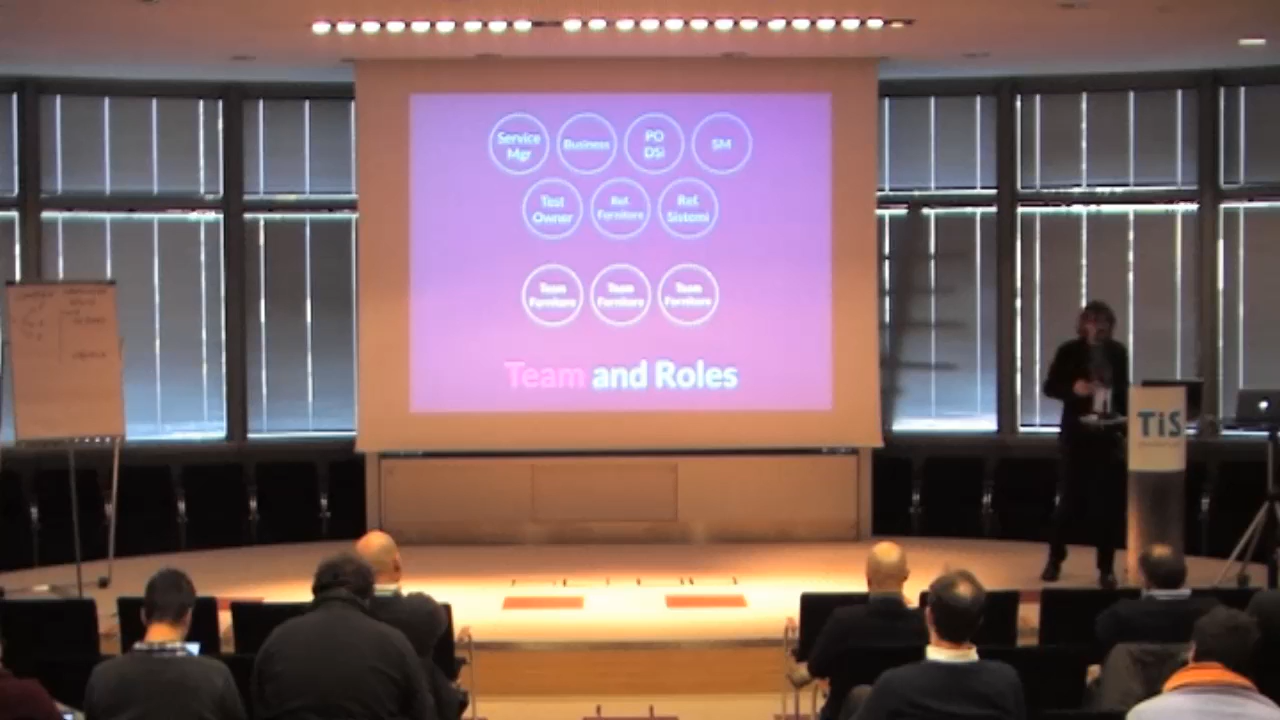 Service
Mgr
Business
PO
DSi
SM
Test
Owner
Ref.
Fornitore
Ref.
Sistemi
Team
Fornitore
Team
Fornitore
Team
Fornitore
Team and Roles
TiS